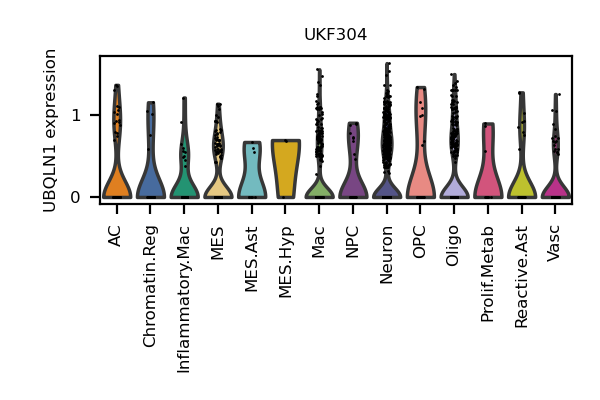 UKF304
UBQLN1 expression
1
0
AC
Chromatin.Reg
Inflammatory.Mac
MES
MES.Ast
MES.Hyp
Mac
NPC
Neuron
OPC
Oligo
Prolif.Metab
Reactive.Ast
Vasc